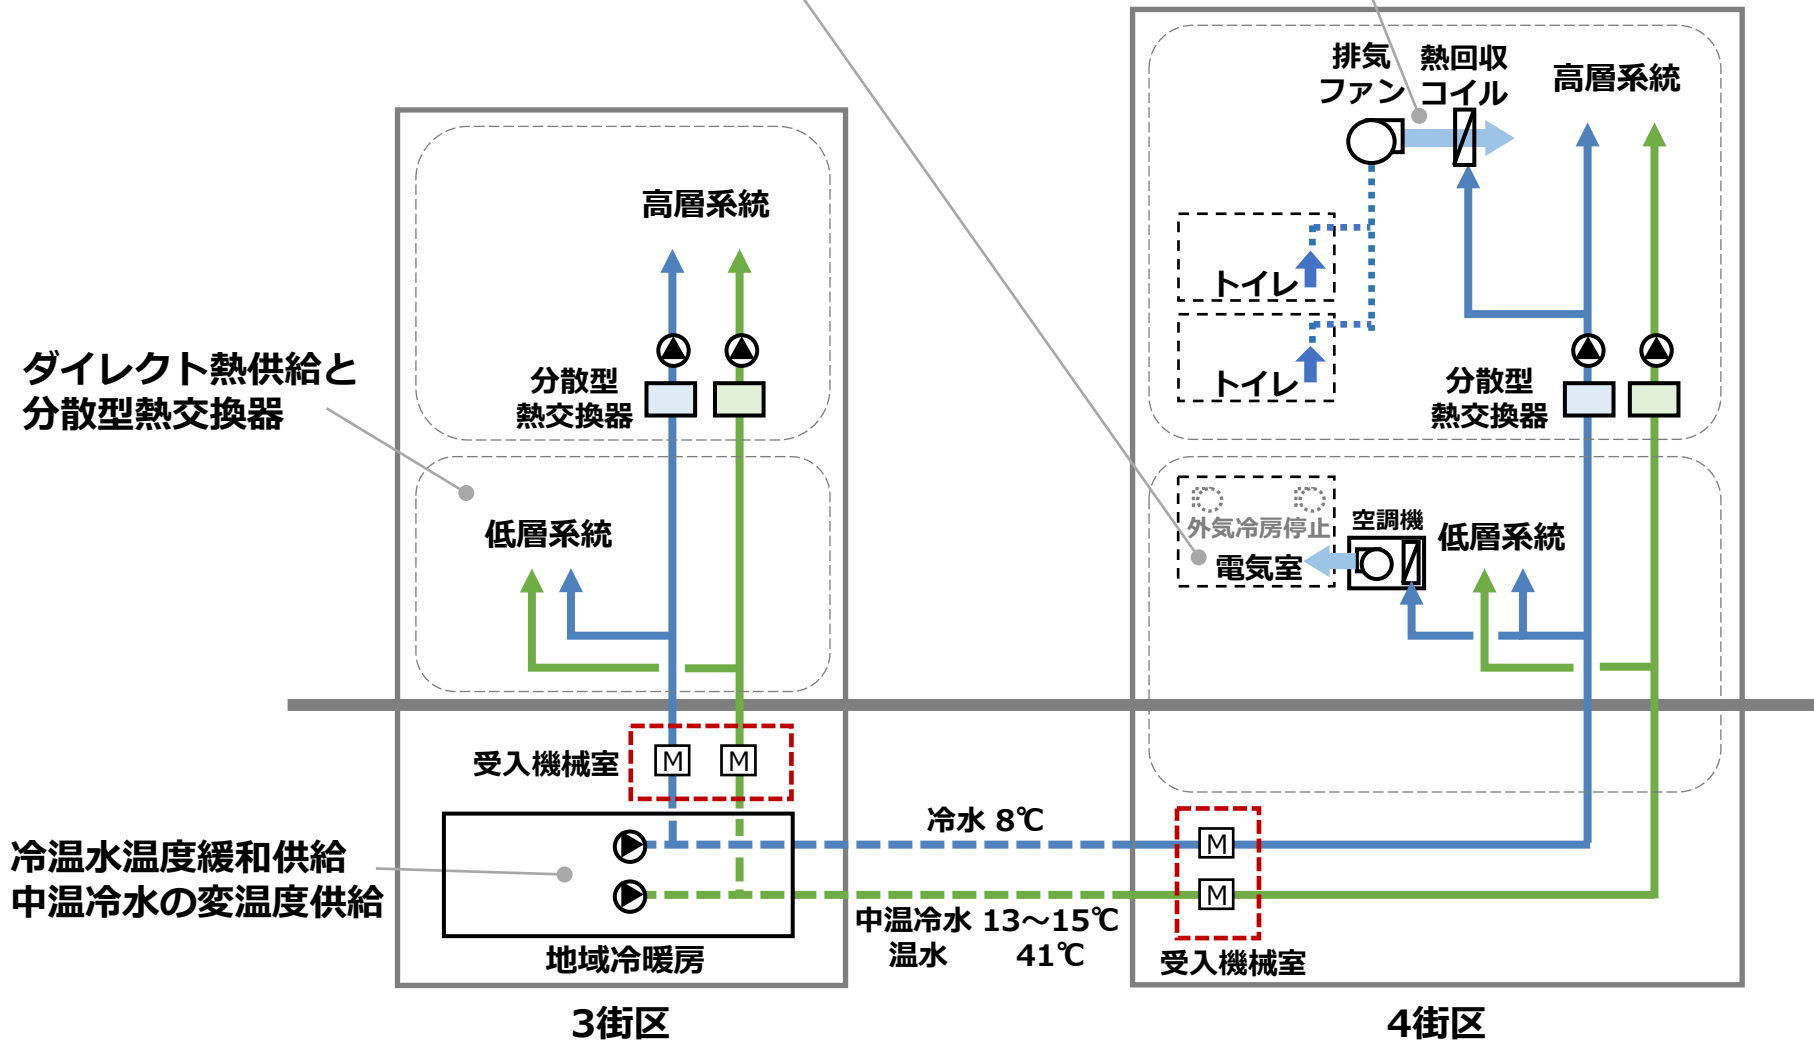 排気
ファン
熱回収
コイル
高層系統
高層系統
トイレ
トイレ
ダイレクト熱供給と
分散型熱交換器
分散型
熱交換器
分散型
熱交換器
外気冷房停止
電気室
空調機
低層系統
低層系統
受入機械室
M
M
冷水 8℃
M
M
冷温水温度緩和供給
中温冷水の変温度供給
中温冷水 13～15℃
温水 41℃
地域冷暖房
受入機械室
3街区
4街区